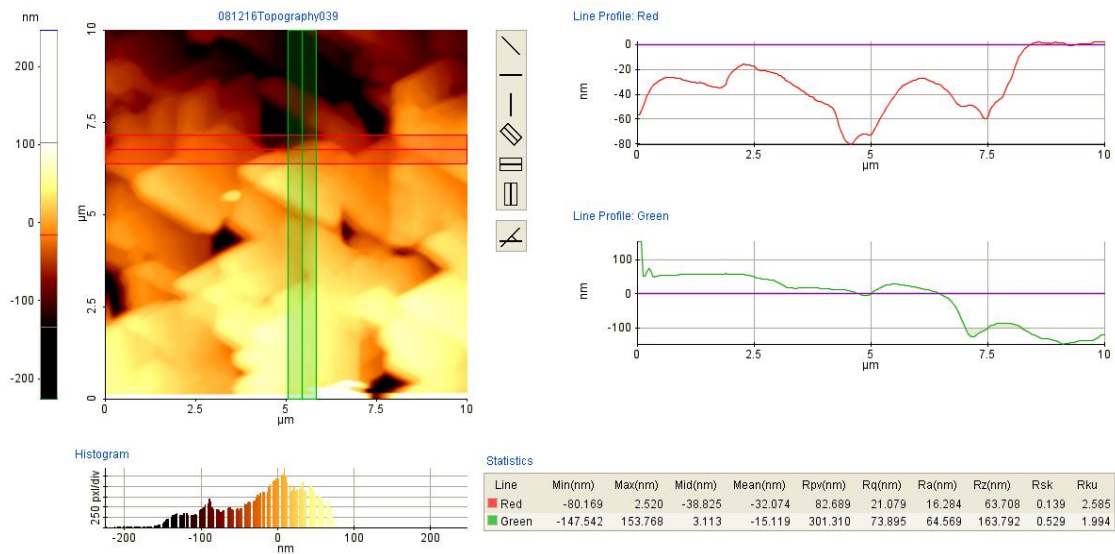 nm
200
100
0
-100
-200
081216Topography039
10
7.5
5
2.5
0
µm
0
2.5
5
7.5
10
µm
Line Profile: Red
0
-20
-40
-60
-80
nm
0
2.5
5
7.5
10
µm
Line Profile: Green
100
0
-100
nm
0
2.5
5
7.5
10
µm
Histogram
250 pxl/div
-200
-100
0
100
200
nm
Statistics
Line Min(nm) Max(nm) Mid(nm) Mean(nm) Rpv(nm) Rq(nm) Ra(nm) Rz(nm) Rsk Rku
Red -80.169 2.520 -38.825 -32.074 82.689 21.079 16.284 63.708 0.139 2.585
Green -147.542 153.768 3.113 -15.119 301.310 73.895 64.569 163.792 0.529 1.994